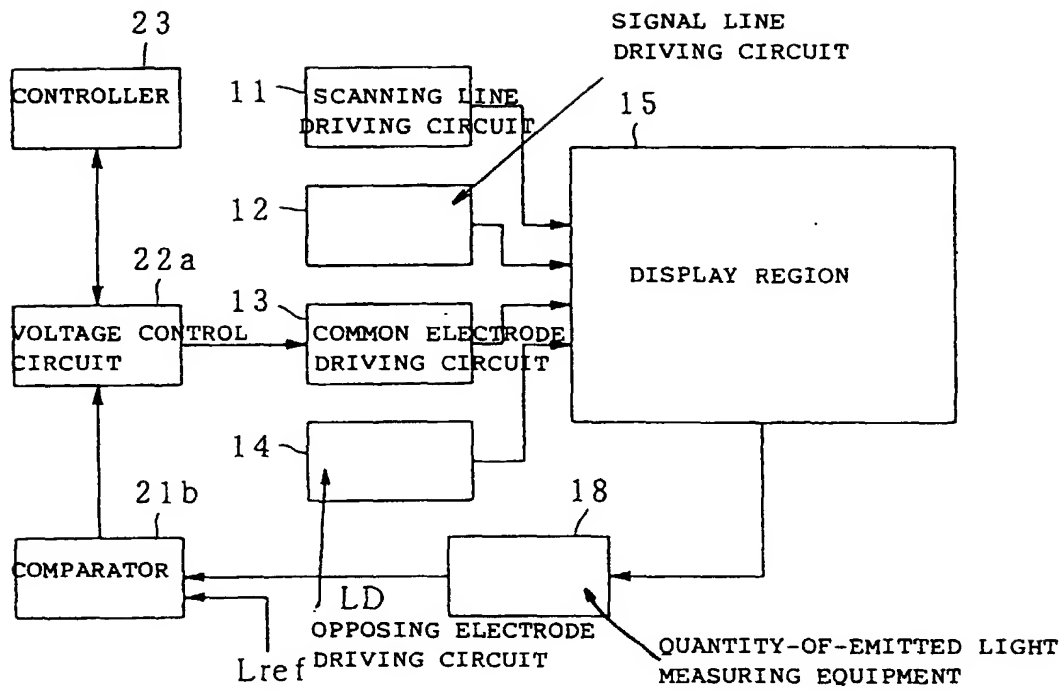 SIGNAL LINE
DRIVING CIRCUIT
23
CONTROLLER
11
SCANNING LINE
DRIVING CIRCUIT
15
12
DISPLAY REGION
22a
VOLTAGE CONTROL
CIRCUIT
13
COMMON ELECTRODE
DRIVING CIRCUIT
14
21b
COMPARATOR
18
LD
OPPOSING ELECTRODE
DRIVING CIRCUIT
Lref
QUANTITY-OF-EMITTED LIGHT
MEASURING EQUIPMENT